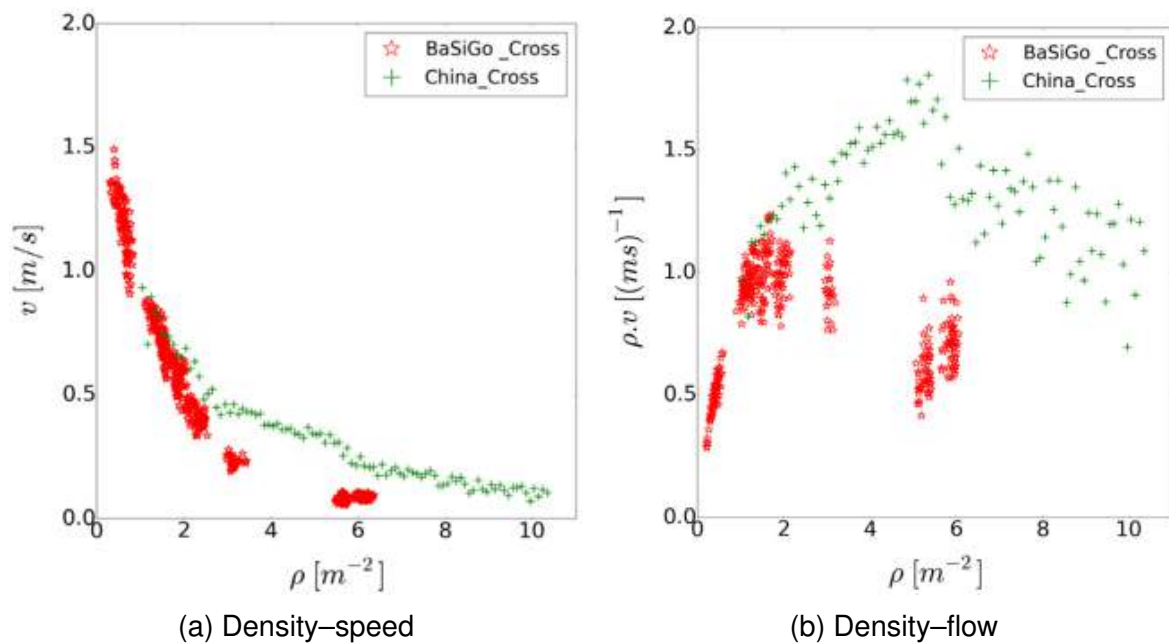 2.0
1.5
1.0
0.5
0.0
0 2 4 6 8 10
v [m/s]
ρ [m⁻²]
BaSiGo _Cross
China_Cross
(a) Density–speed
2.0
1.5
1.0
0.5
0.0
0 2 4 6 8 10
ρ.v [(ms)⁻¹]
ρ [m⁻²]
BaSiGo _Cross
China_Cross
(b) Density–flow